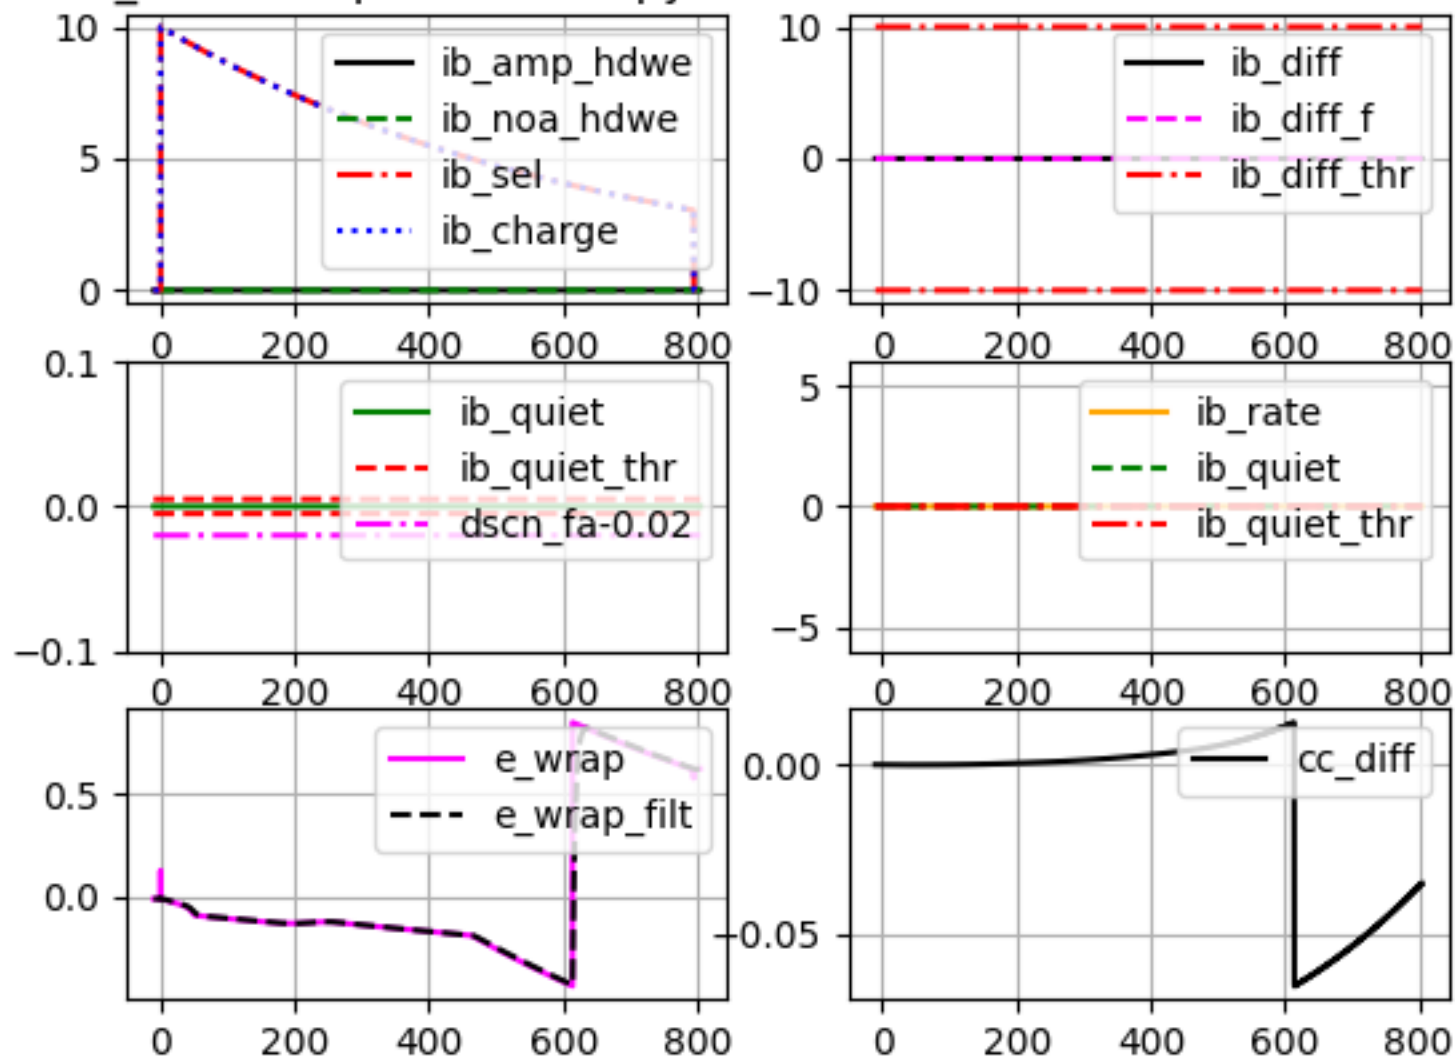 10
5
0
ib_amp_hdwe
ib_noa_hdwe
ib_sel
ib_charge
0 200 400 600 800
10
0
−10
ib_diff
ib_diff_f
ib_diff_thr
0 200 400 600 800
0.1
0.0
−0.1
ib_quiet
ib_quiet_thr
dscn_fa-0.02
0 200 400 600 800
5
0
−5
ib_rate
ib_quiet
ib_quiet_thr
0 200 400 600 800
0.5
0.0
e_wrap
e_wrap_filt
0 200 400 600 800
0.00
−0.05
cc_diff
0 200 400 600 800